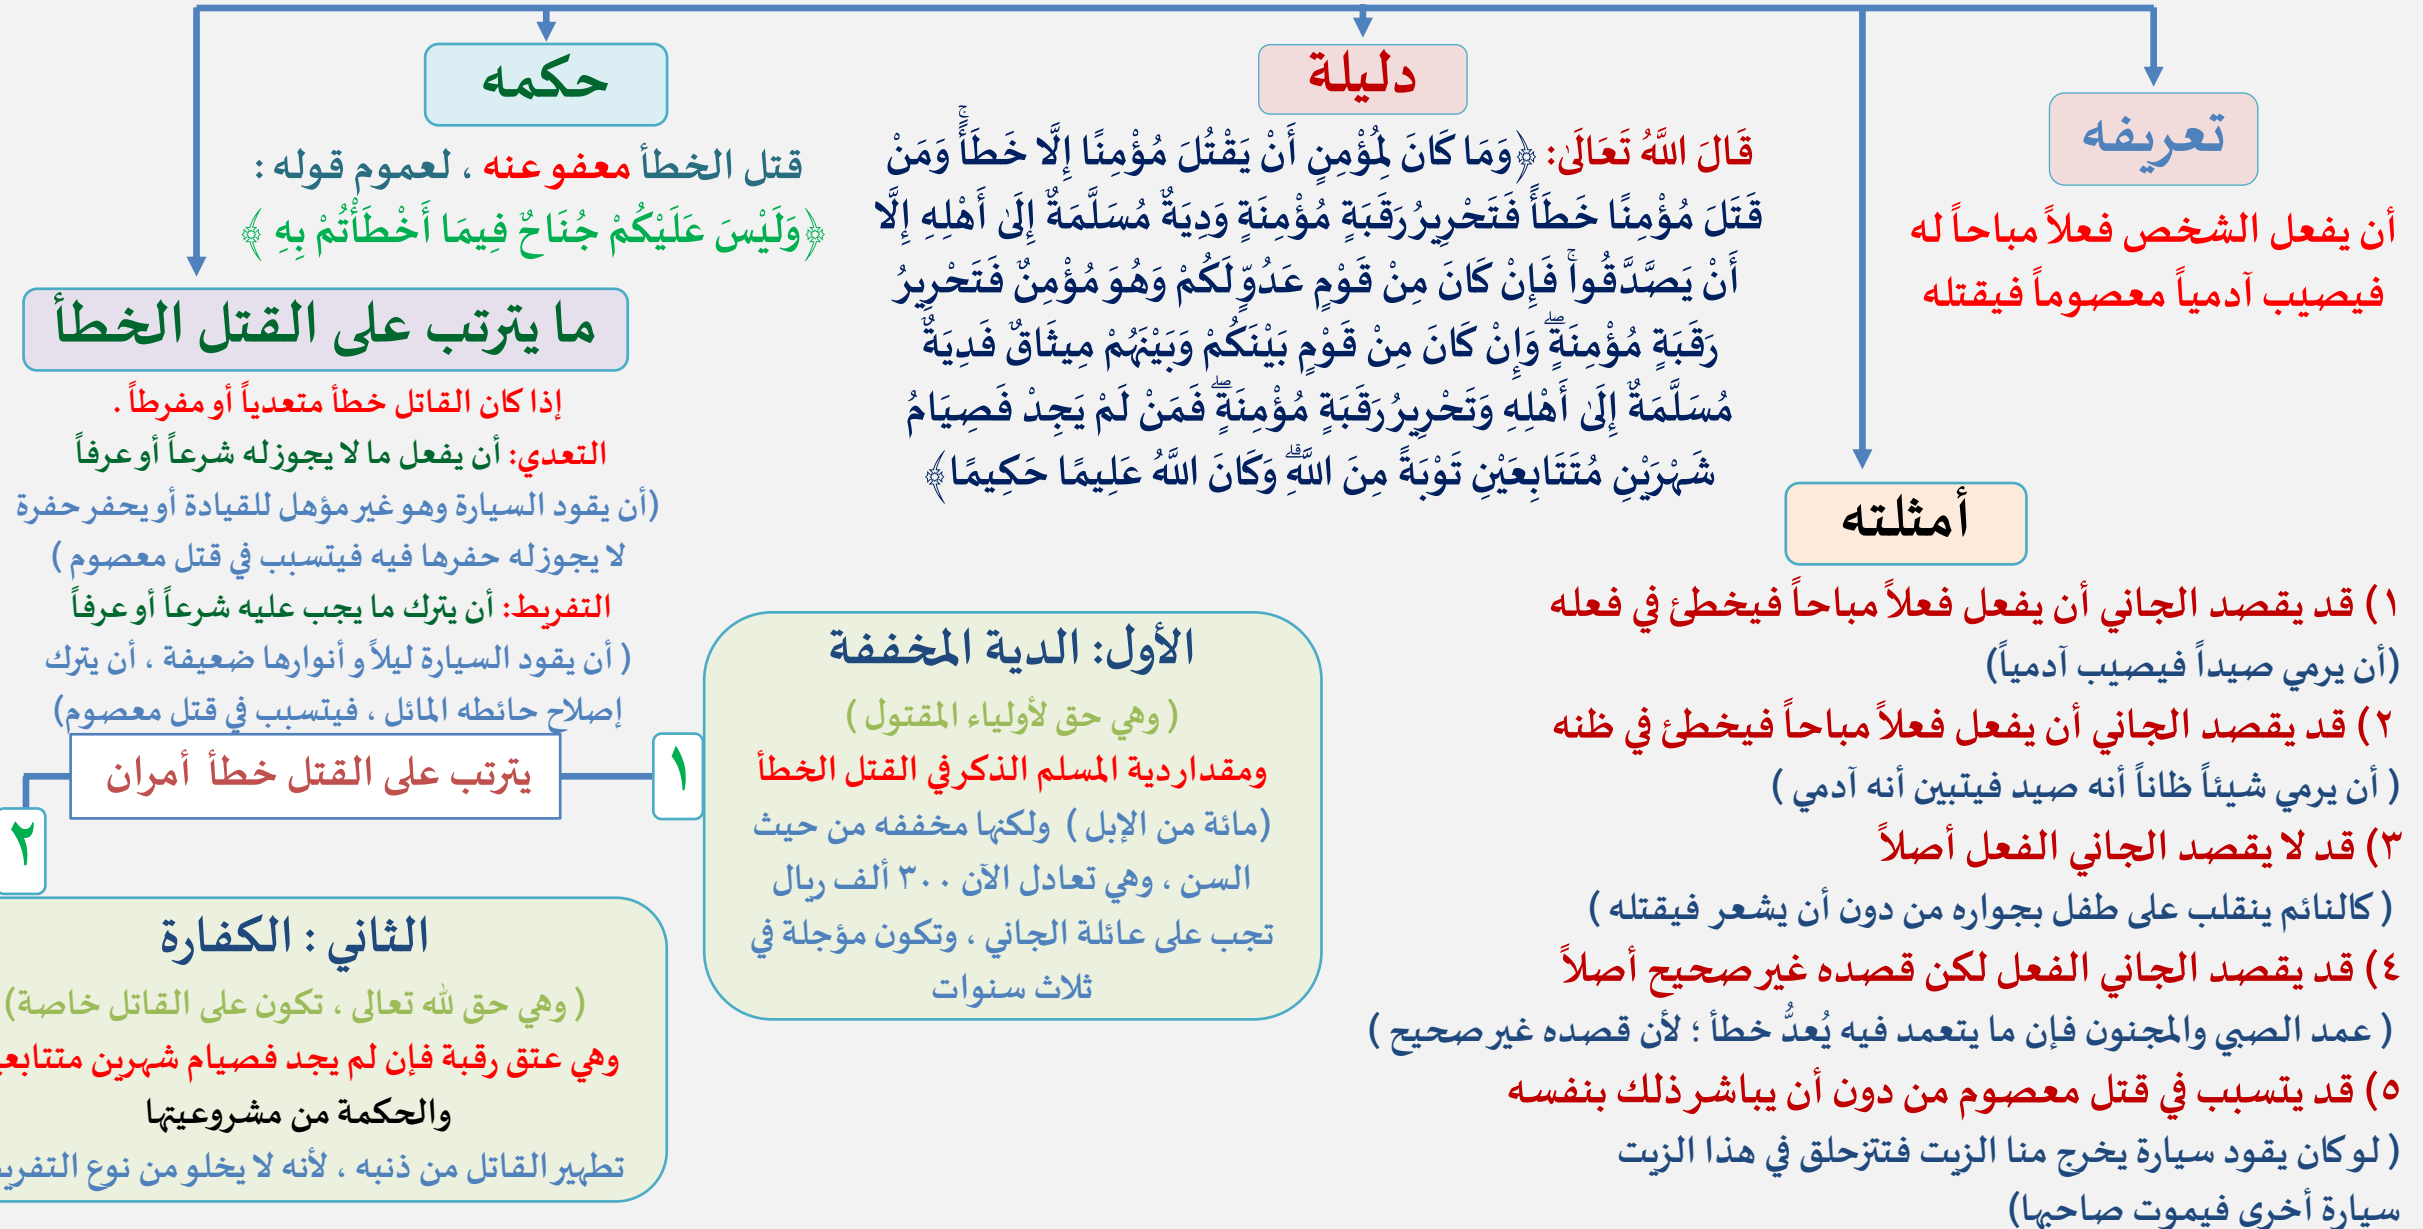 تعريفه
أن يفعل الشخص فعلاً مباحاً له
فيصيب آدمياً معصوماً فيقتله
أمثلته
١) قد يقصد الجاني أن يفعل فعلاً مباحاً فيخطئ في فعله
(أن يرمي صيداً فيصيب آدمياً)
٢) قد يقصد الجاني أن يفعل فعلاً مباحاً فيخطئ في ظنه
( أن يرمي شيئاً ظاناً أنه صيد فيتبين أنه آدمي )
٣) قد لا يقصد الجاني الفعل أصلاً
( كالنائم ينقلب على طفل بجواره من دون أن يشعر فيقتله )
٤) قد يقصد الجاني الفعل لكن قصده غير صحيح أصلاً
( عمد الصبي والمجنون فإن ما يتعمد فيه يُعدُّ خطأ ؛ لأن قصده غير صحيح )
٥) قد يتسبب في قتل معصوم من دون أن يباشر ذلك بنفسه
( لو كان يقود سيارة يخرج منا الزيت فتتزحلق في هذا الزيت
سيارة أخرى فيموت صاحبها)
دليلة
قَالَ اللَّهُ تَعَالَىٰ: ﴿وَمَا كَانَ لِمُؤْمِنٍ أَنْ يَقْتُلَ مُؤْمِنًا إِلَّا خَطَأً ۚ وَمَنْ
قَتَلَ مُؤْمِنًا خَطَأً فَتَحْرِيرُ رَقَبَةٍ مُؤْمِنَةٍ وَدِيَةٌ مُسَلَّمَةٌ إِلَىٰ أَهْلِهِ إِلَّا
أَنْ يَصَّدَّقُوا ۚ فَإِنْ كَانَ مِنْ قَوْمٍ عَدُوٍّ لَكُمْ وَهُوَ مُؤْمِنٌ فَتَحْرِيرُ
رَقَبَةٍ مُؤْمِنَةٍ ۖ وَإِنْ كَانَ مِنْ قَوْمٍ بَيْنَكُمْ وَبَيْنَهُمْ مِيثَاقٌ فَدِيَةٌ
مُسَلَّمَةٌ إِلَىٰ أَهْلِهِ وَتَحْرِيرُ رَقَبَةٍ مُؤْمِنَةٍ ۖ فَمَنْ لَمْ يَجِدْ فَصِيَامُ
شَهْرَيْنِ مُتَتَابِعَيْنِ تَوْبَةً مِنَ اللَّهِ ۗ وَكَانَ اللَّهُ عَلِيمًا حَكِيمًا﴾
حكمه
قتل الخطأ معفو عنه ، لعموم قوله :
﴿وَلَيْسَ عَلَيْكُمْ جُنَاحٌ فِيمَا أَخْطَأْتُمْ بِهِ ﴾
ما يترتب على القتل الخطأ
إذا كان القاتل خطأ متعدياً أو مفرطاً .
التعدي: أن يفعل ما لا يجوز له شرعاً أو عرفاً
(أن يقود السيارة وهو غير مؤهل للقيادة أو يحفر حفرة
لا يجوز له حفرها فيه فيتسبب في قتل معصوم )
التفريط: أن يترك ما يجب عليه شرعاً أو عرفاً
( أن يقود السيارة ليلاً و أنوارها ضعيفة ، أن يترك
إصلاح حائطه المائل ، فيتسبب في قتل معصوم)
يترتب على القتل خطأ أمران
١
الأول: الدية المخففة
( وهي حق لأولياء المقتول )
ومقدار دية المسلم الذكر في القتل الخطأ
(مائة من الإبل ) ولكنها مخففه من حيث
السن ، وهي تعادل الآن ٣٠٠ ألف ريال
تجب على عائلة الجاني ، وتكون مؤجلة في
ثلاث سنوات
٢
الثاني : الكفارة
( وهي حق لله تعالى ، تكون على القاتل خاصة)
وهي عتق رقبة فإن لم يجد فصيام شهرين
والحكمة من مشروعيتها
تطهير القاتل من ذنبه ، لأنه لا يخلو من نوع